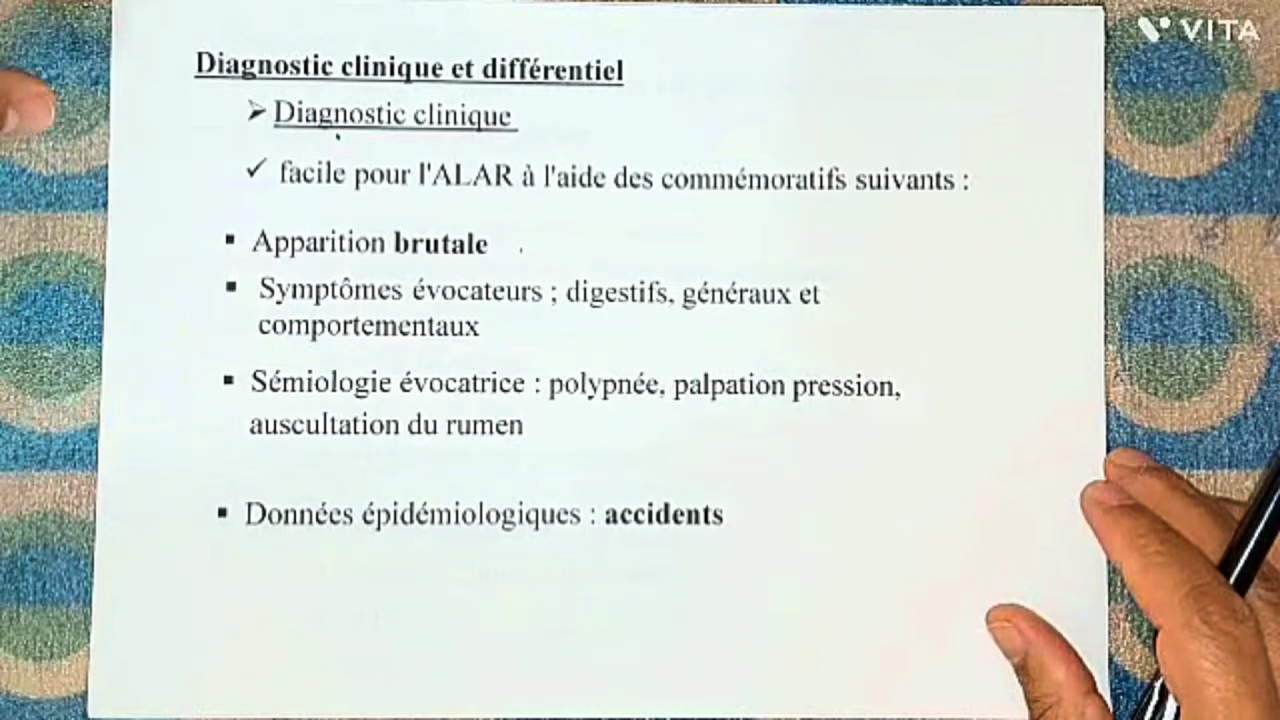 VITA
Diagnostic clinique et différentiel
➢ Diagnostic clinique
✓ facile pour l'ALAR à l'aide des commémoratifs suivants :
▪ Apparition brutale
▪ Symptômes évocateurs ; digestifs, généraux et
comportementaux
▪ Sémiologie évocatrice : polypnée, palpation pression,
auscultation du rumen
▪ Données épidémiologiques : accidents